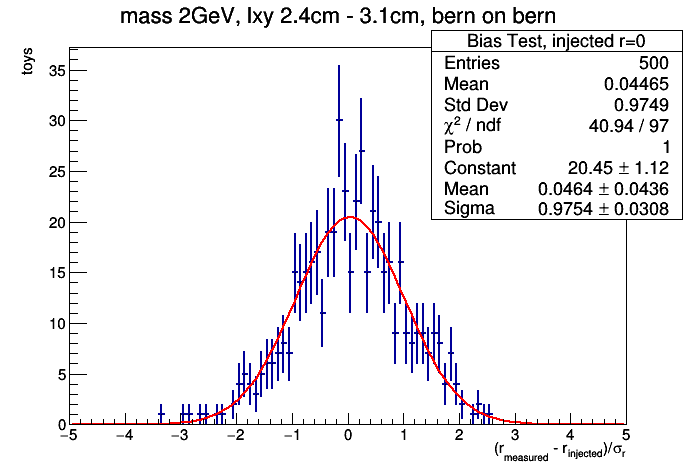 mass 2GeV, lxy 2.4cm - 3.1cm, bern on bern
Bias Test, injected r=0
Entries 500
Mean 0.04465
Std Dev 0.9749
χ² / ndf 40.94 / 97
Prob 1
Constant 20.45 ± 1.12
Mean 0.0464 ± 0.0436
Sigma 0.9754 ± 0.0308
toys
35
30
25
20
15
10
5
0
−5 −4 −3 −2 −1 0 1 2 3 4 5
(r_measured - r_injected)/σ_r